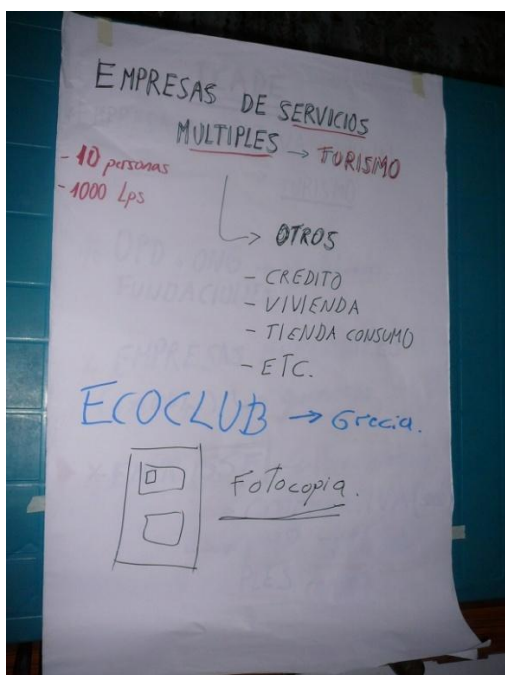 EMPRESAS DE SERVICIOS
MULTIPLES → TURISMO
- 10 personas
- 1000 Lps
→ OTROS
- CREDITO
- VIVIENDA
- TIENDA CONSUMO
- ETC.
ECOCLUB → Grecia.
Fotocopia.